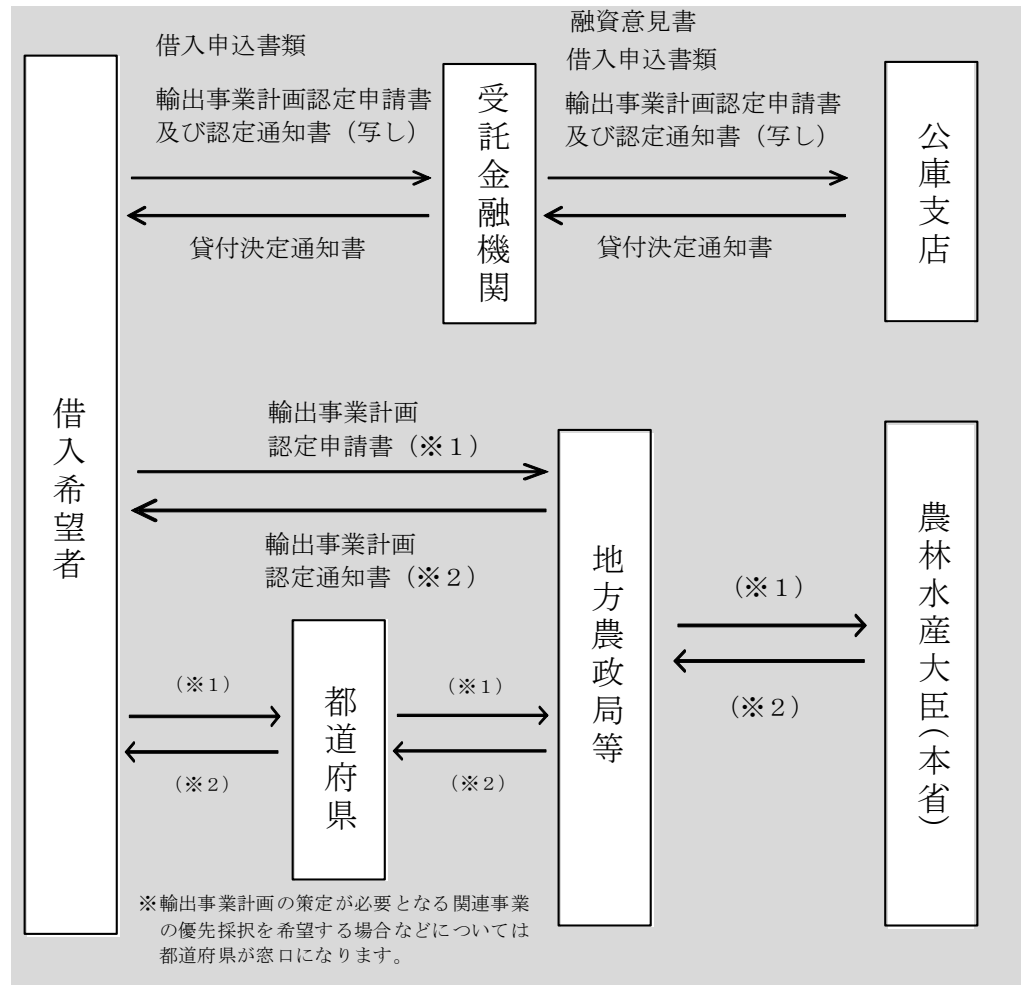 借入申込書類
輸出事業計画認定申請書
及び認定通知書（写し）
貸付決定通知書
受託金融機関
融資意見書
借入申込書類
輸出事業計画認定申請書
及び認定通知書（写し）
貸付決定通知書
公庫支店
借入希望者
輸出事業計画
認定申請書（※１）
輸出事業計画
認定通知書（※２）
（※１）
（※２）
都道府県
（※１）
（※２）
地方農政局等
（※１）
（※２）
農林水産大臣（本省）
※輸出事業計画の策定が必要となる関連事業
の優先採択を希望する場合などについては
都道府県が窓口になります。